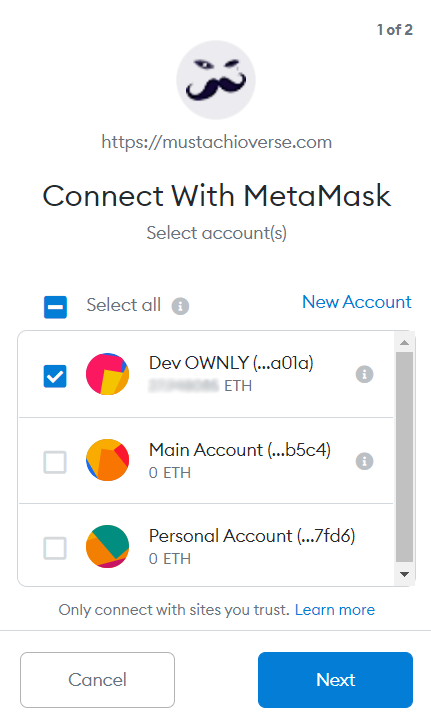 1 of 2
https://mustachioverse.com
Connect With MetaMask
Select account(s)
Select all
New Account
Dev OWNLY (...a01a)
ETH
Main Account (...b5c4)
0 ETH
Personal Account (...7fd6)
0 ETH
Only connect with sites you trust. Learn more
Cancel
Next